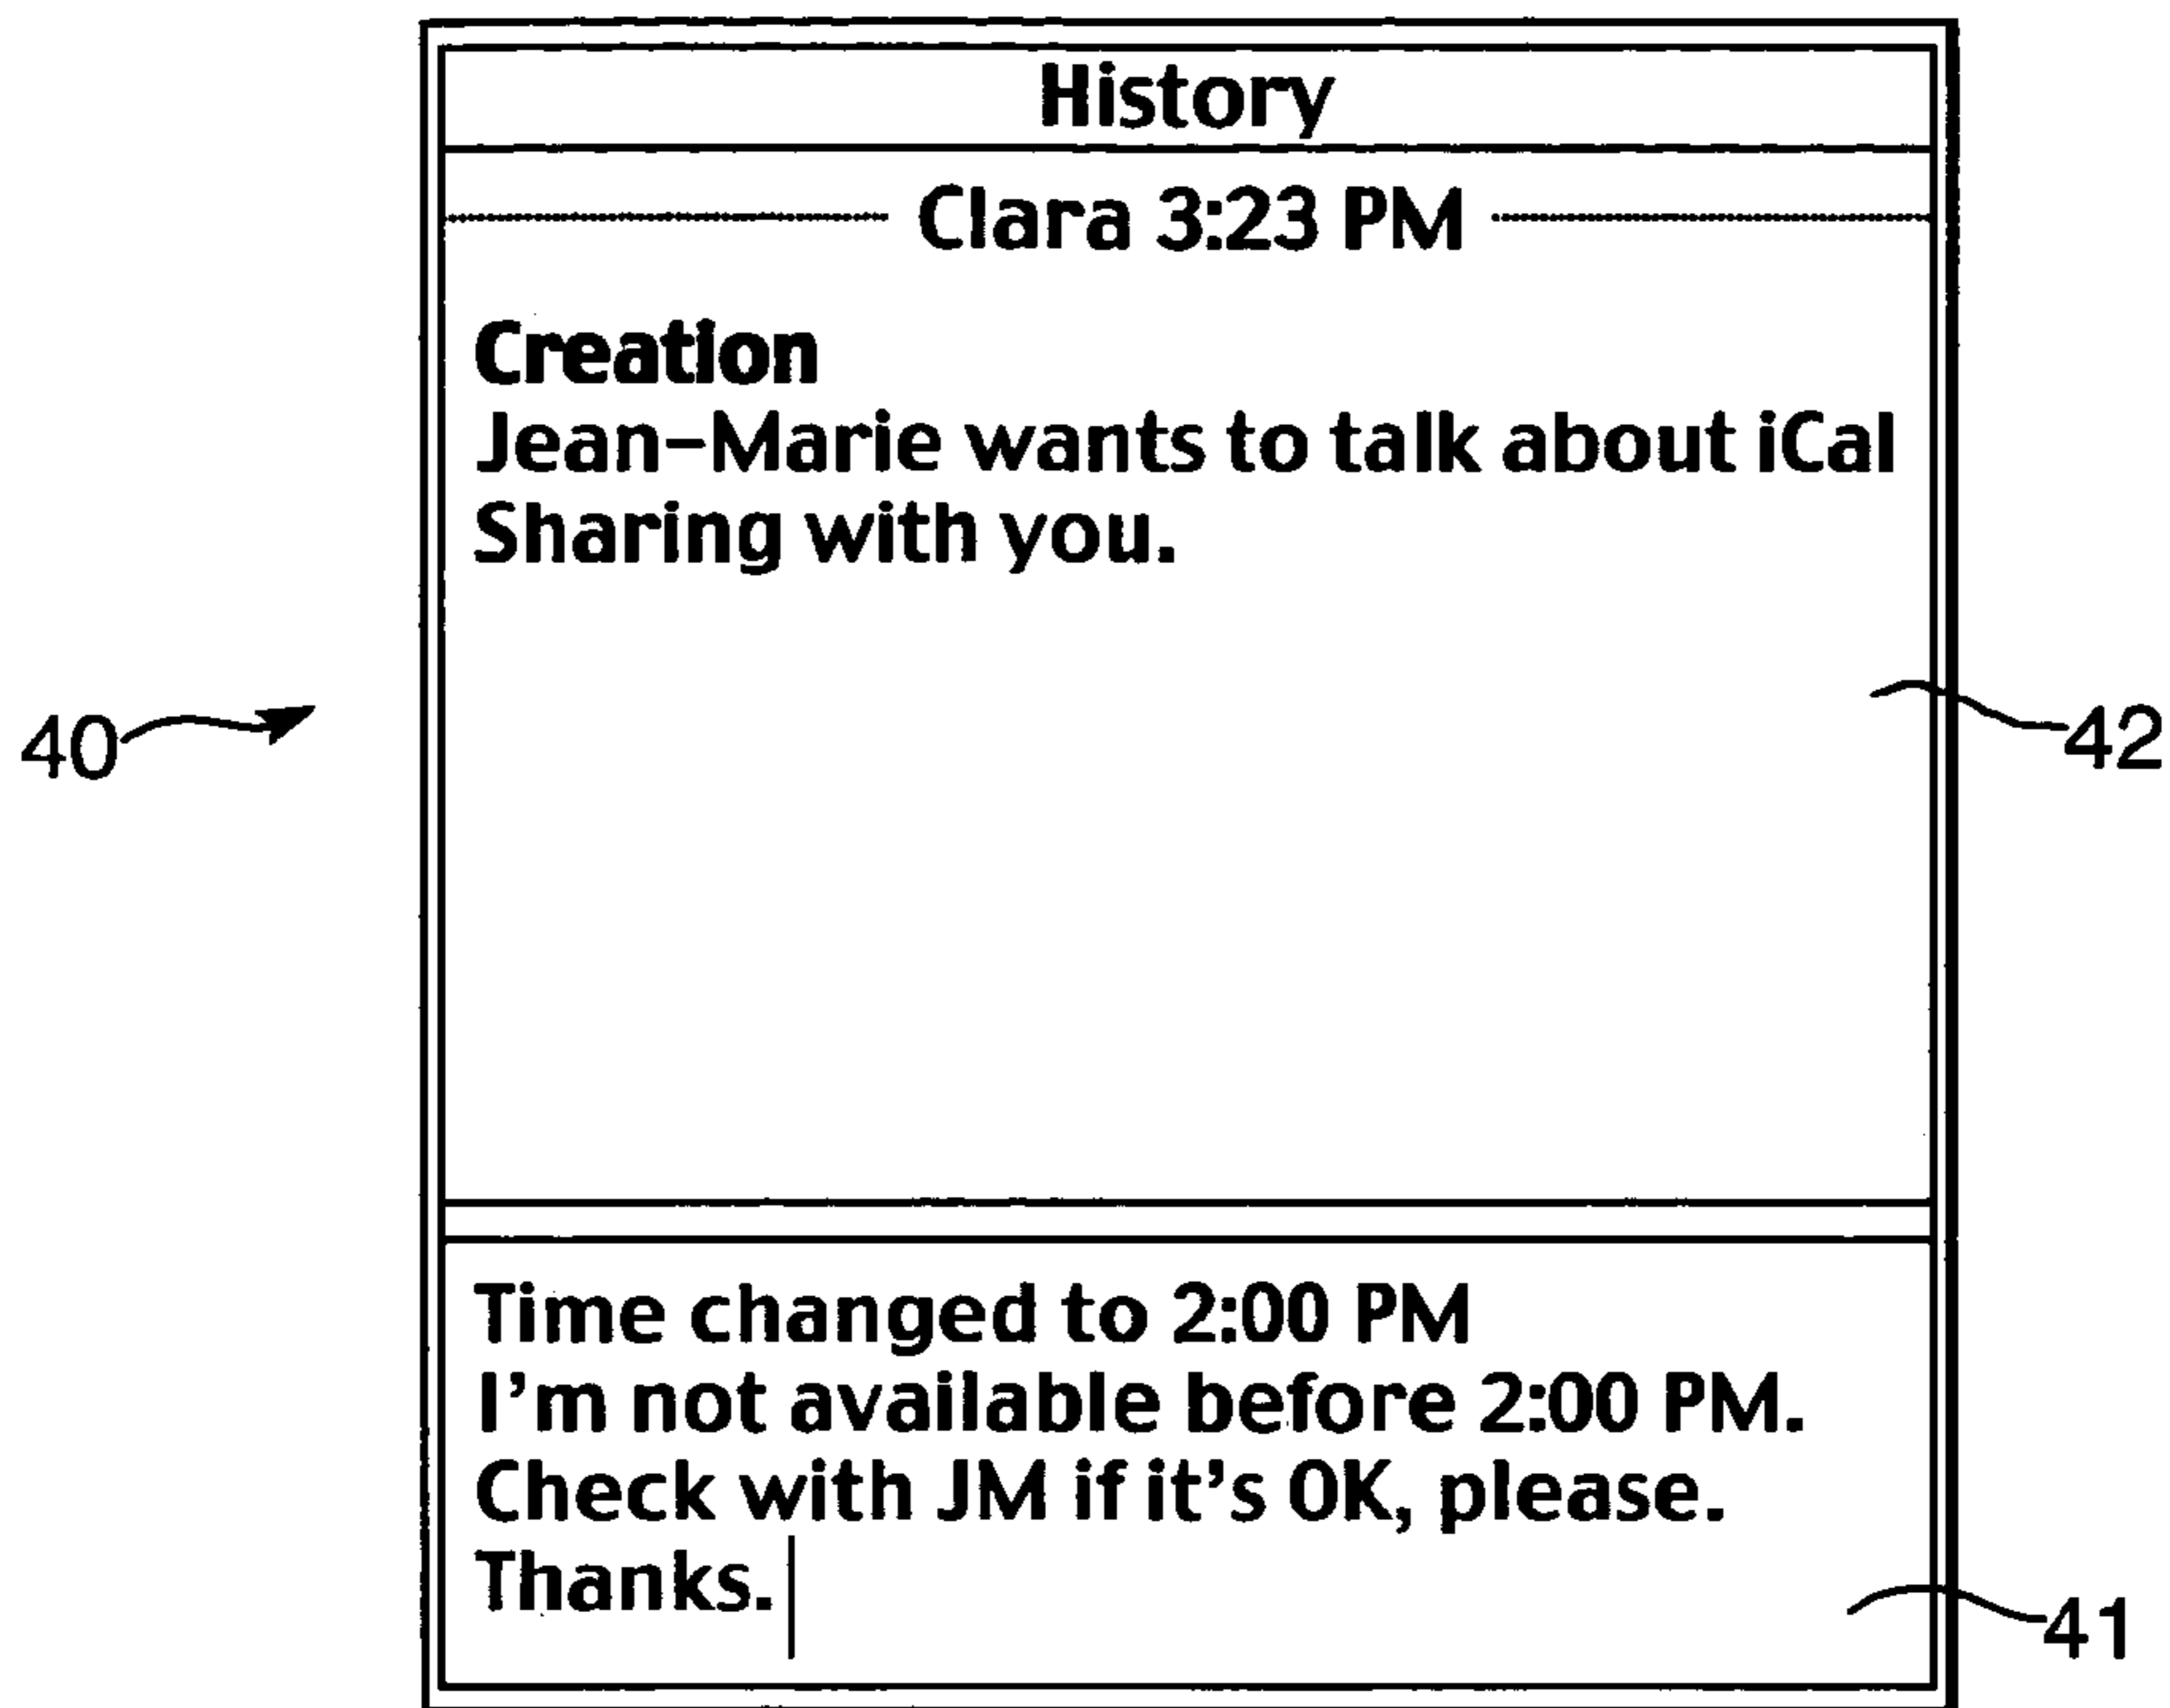 History
Clara 3:23 PM
Creation
Jean-Marie wants to talk about iCal
Sharing with you.
40
42
Time changed to 2:00 PM
I'm not available before 2:00 PM.
Check with JM if it's OK, please.
Thanks.
41